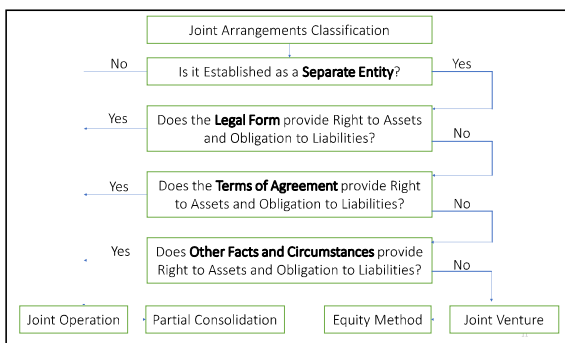 Joint Arrangements Classification
No
Is it Established as a Separate Entity?
Yes
Yes
Does the Legal Form provide Right to Assets
and Obligation to Liabilities?
No
Yes
Does the Terms of Agreement provide Right
to Assets and Obligation to Liabilities?
No
Yes
Does Other Facts and Circumstances provide
Right to Assets and Obligation to Liabilities?
No
Joint Operation
Partial Consolidation
Equity Method
Joint Venture